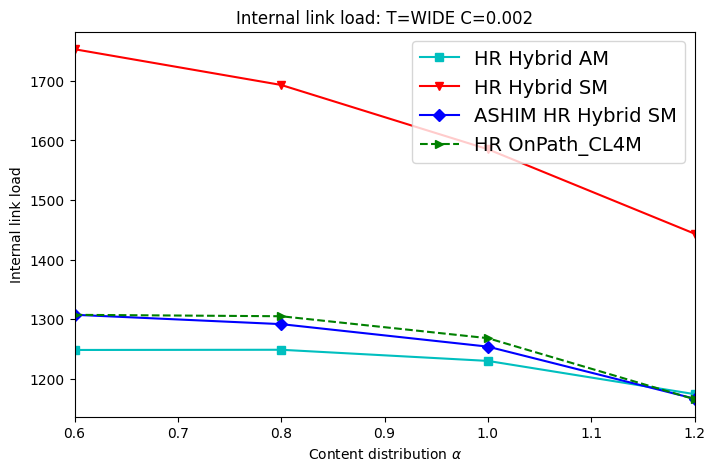 Internal link load: T=WIDE C=0.002
HR Hybrid AM
HR Hybrid SM
ASHIM HR Hybrid SM
HR OnPath_CL4M
Internal link load
1700
1600
1500
1400
1300
1200
0.6
0.7
0.8
0.9
1.0
1.1
1.2
Content distribution α